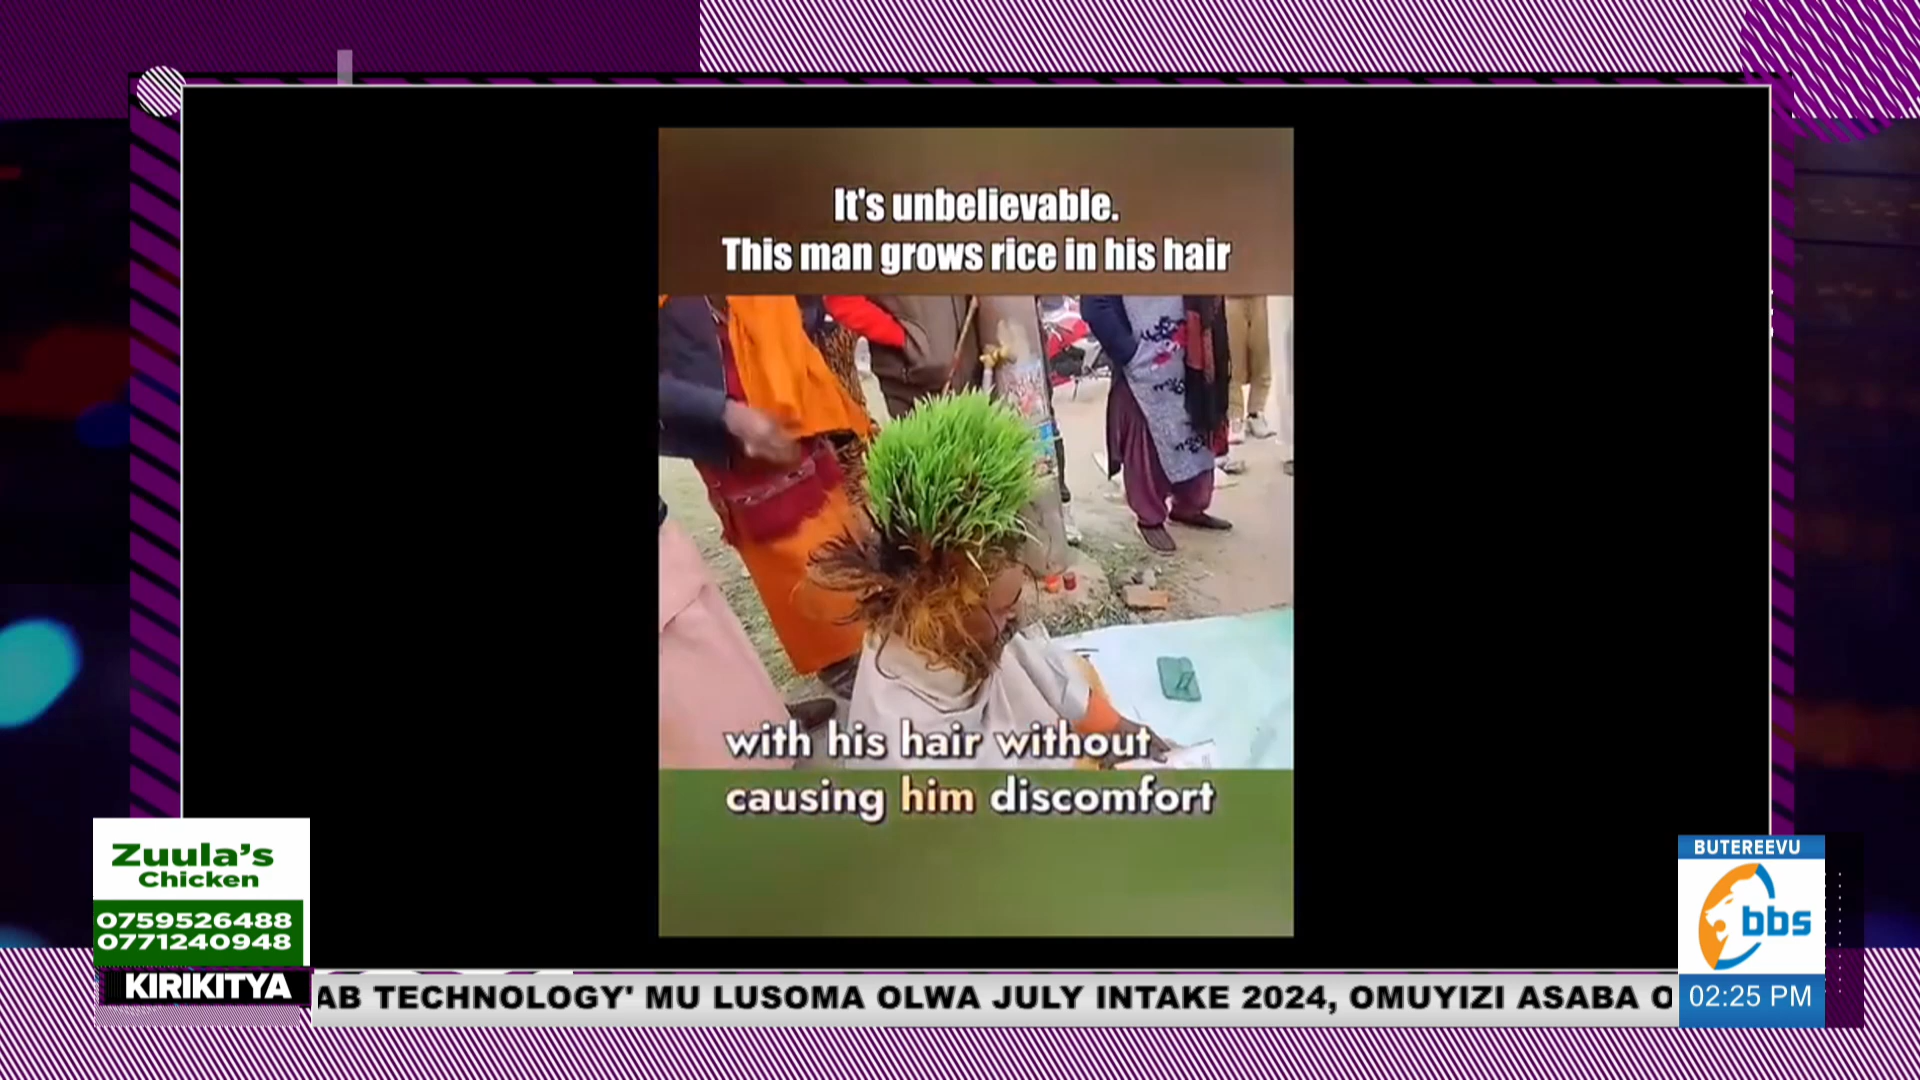 It's unbelievable.
This man grows rice in his hair
with his hair without
causing him discomfort
Zuula's
Chicken
0759526488
0771240948
KIRIKITYA
AB TECHNOLOGY' MU LUSOMA OLWA JULY INTAKE 2024, OMUYIZI ASABA O
BUTEREEVU
bbs
02:25 PM